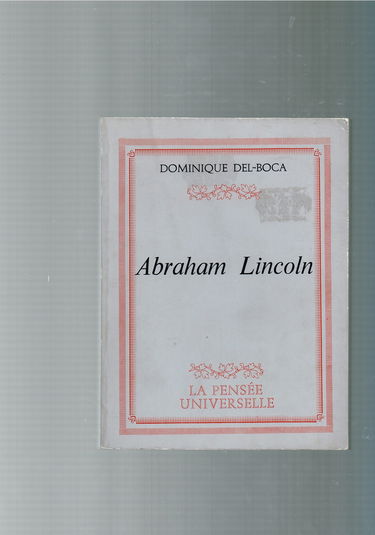 DOMINIQUE DEL-BOCA
Abraham Lincoln
LA PENSÉE
UNIVERSELLE